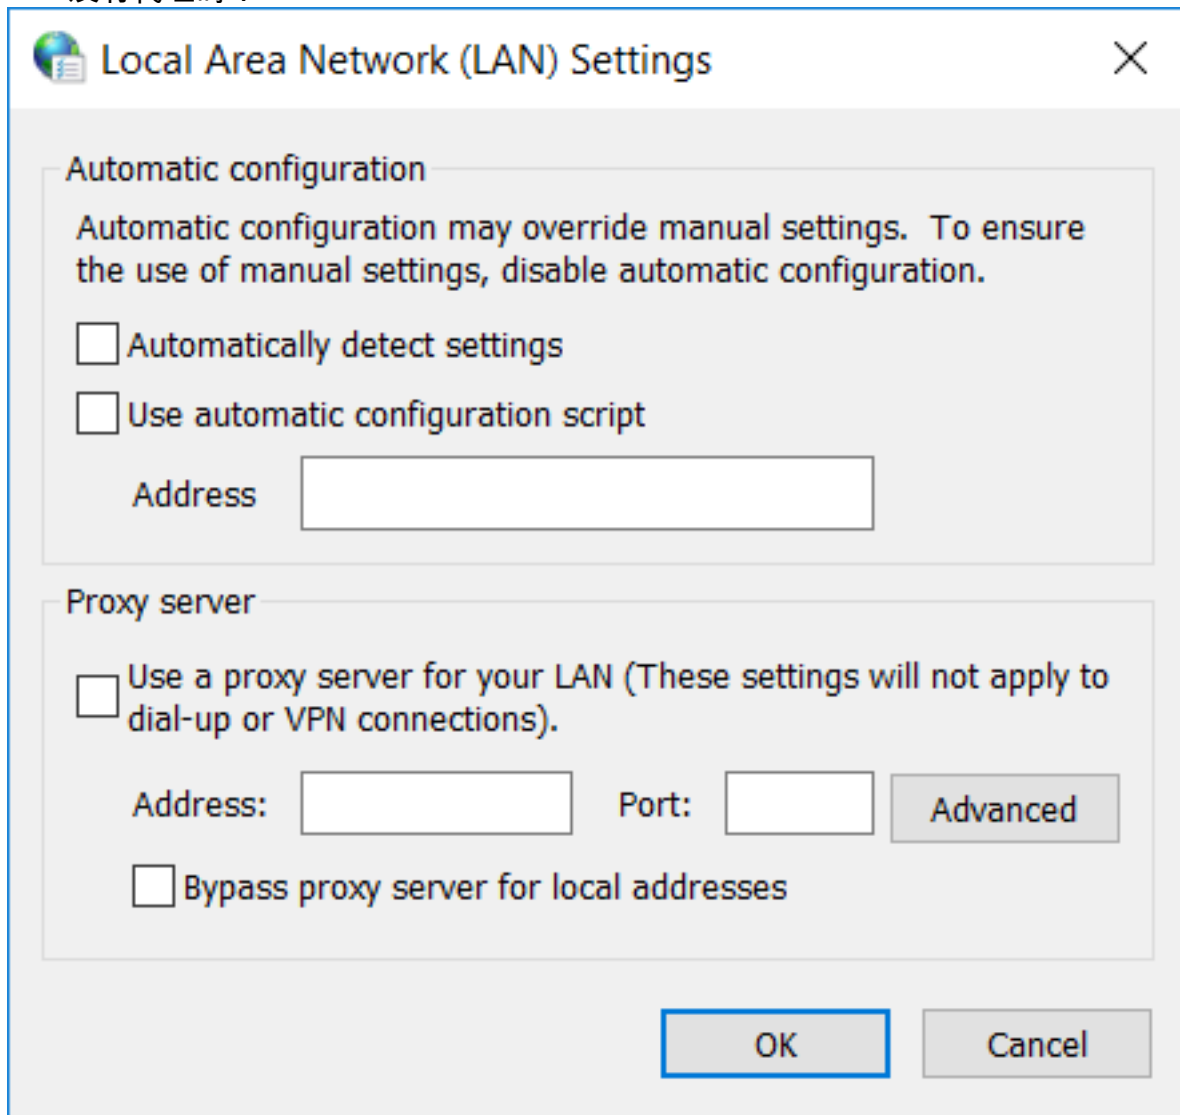 Local Area Network (LAN) Settings
Automatic configuration
Automatic configuration may override manual settings.  To ensure
the use of manual settings, disable automatic configuration.
Automatically detect settings
Use automatic configuration script
Address
Proxy server
Use a proxy server for your LAN (These settings will not apply to
dial-up or VPN connections).
Address:
Port:
Advanced
Bypass proxy server for local addresses
OK
Cancel